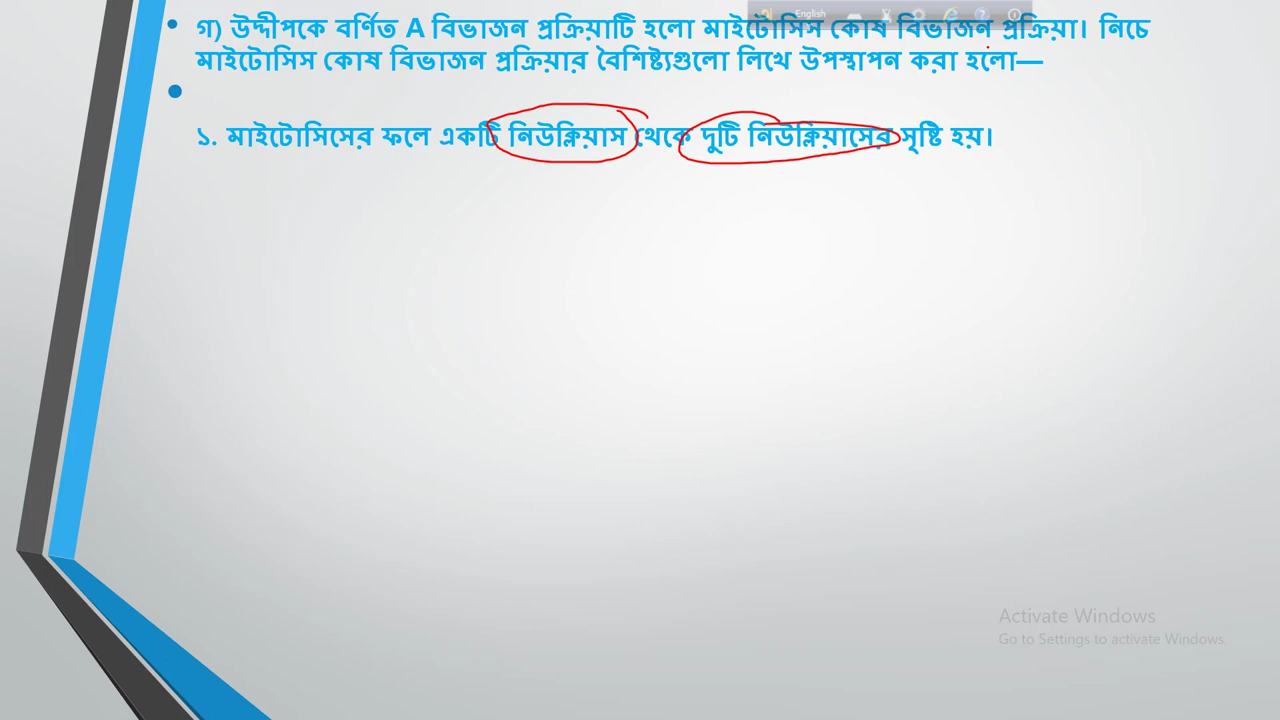 English
• গ) উদ্দীপকে বর্ণিত A বিভাজন প্রক্রিয়াটি হলো মাইটোসিস কোষ বিভাজন প্রক্রিয়া। নিচে
মাইটোসিস কোষ বিভাজন প্রক্রিয়ার বৈশিষ্ট্যগুলো লিখে উপস্থাপন করা হলো—
•
১. মাইটোসিসের ফলে একটি নিউক্লিয়াস থেকে দুটি নিউক্লিয়াসের সৃষ্টি হয়।
Activate Windows
Go to Settings to activate Windows.